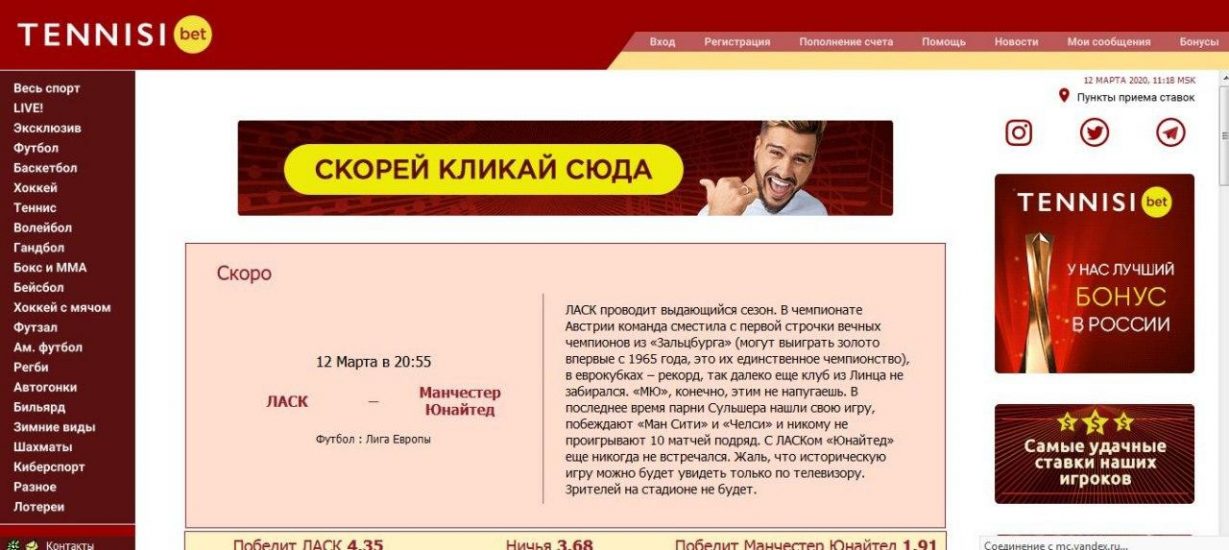 TENNISI bet
Вход Регистрация Пополнение счета Помощь Новости Мои сообщения Бонусы
Весь спорт
LIVE!
Эксклюзив
Футбол
Баскетбол
Хоккей
Теннис
Волейбол
Гандбол
Бокс и ММА
Бейсбол
Хоккей с мячом
Футзал
Ам. футбол
Регби
Автогонки
Бильярд
Зимние виды
Шахматы
Киберспорт
Разное
Лотереи
Контакты
СКОРЕЙ КЛИКАЙ СЮДА
Скоро
12 Марта в 20:55
ЛАСК – Манчестер
Юнайтед
Футбол : Лига Европы
ЛАСК проводит выдающийся сезон. В чемпионате
Австрии команда сместила с первой строчки вечных
чемпионов из «Зальцбурга» (могут выиграть золото
впервые с 1965 года, это их единственное чемпионство),
в еврокубках – рекорд, так далеко еще клуб из Линца не
забирался. «МЮ», конечно, этим не напугаешь. В
последнее время парни Сульшера нашли свою игру,
побеждают «Ман Сити» и «Челси» и никому не
проигрывают 10 матчей подряд. С ЛАСКом «Юнайтед»
еще никогда не встречался. Жаль, что историческую
игру можно будет увидеть только по телевизору.
Зрителей на стадионе не будет.
Победит ЛАСК 4.35 Ничья 3.68 Победит Манчестер Юнайтед 1.91
12 МАРТА 2020, 11:18 MSK
Пункты приема ставок
TENNISI bet
У НАС ЛУЧШИЙ
БОНУС
В РОССИИ
Самые удачные
ставки наших
игроков
Соединение с mc.yandex.ru...